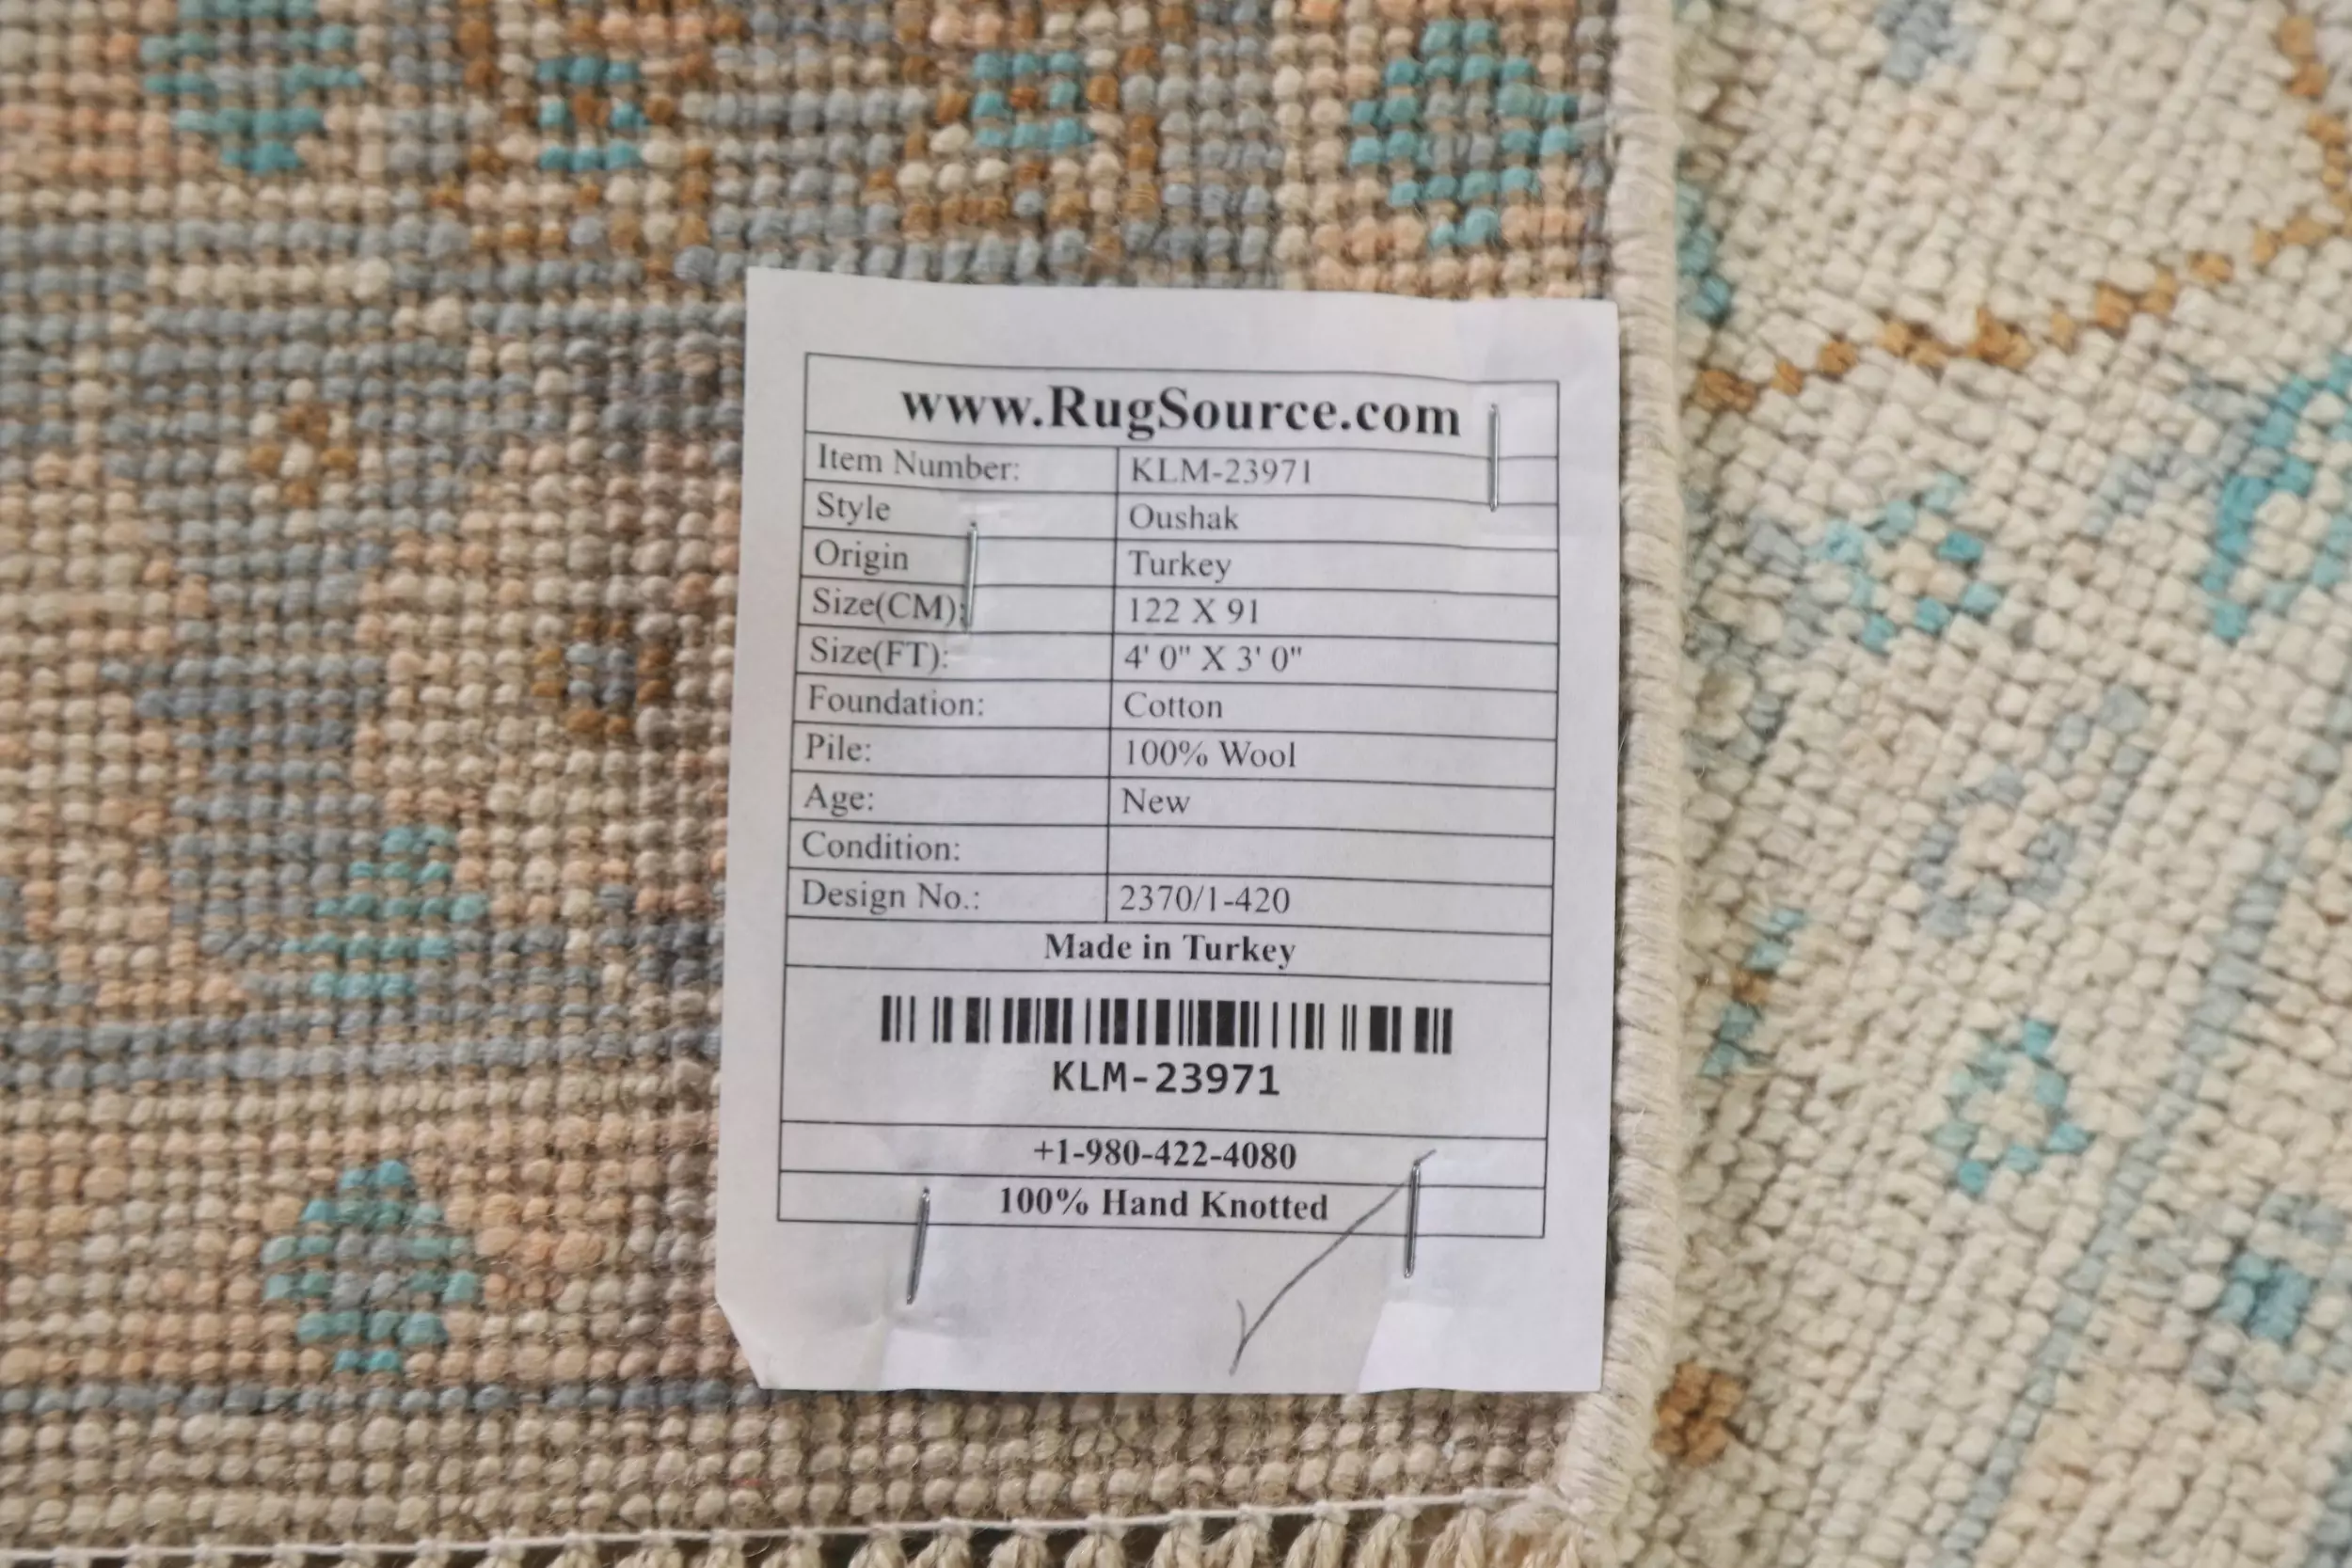 www.RugSource.com
Item Number: KLM-23971
Style Oushak
Origin Turkey
Size(CM): 122 X 91
Size(FT): 4' 0" X 3' 0"
Foundation: Cotton
Pile: 100% Wool
Age: New
Condition:
Design No.: 2370/1-420
Made in Turkey
KLM-23971
+1-980-422-4080
100% Hand Knotted